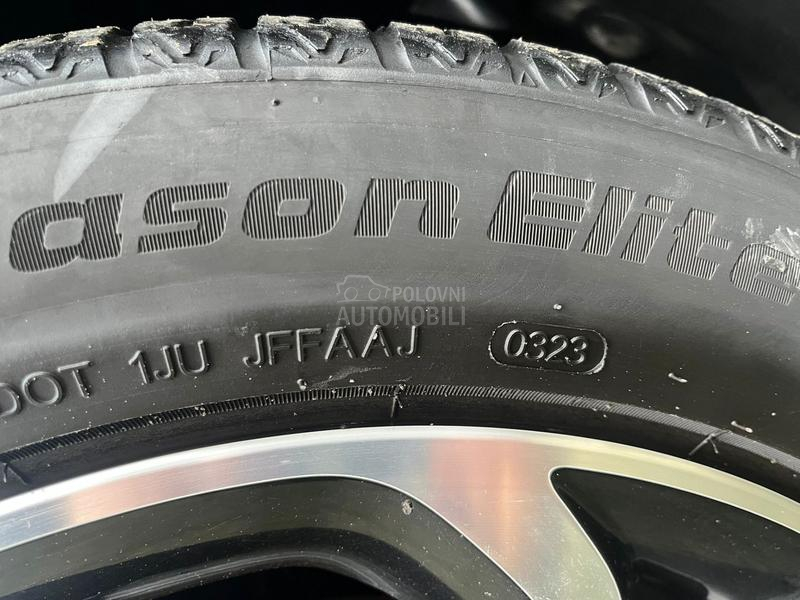 ason Elite
POLOVNI
AUTOMOBILI
DOT 1JU JFFAAJ 0323